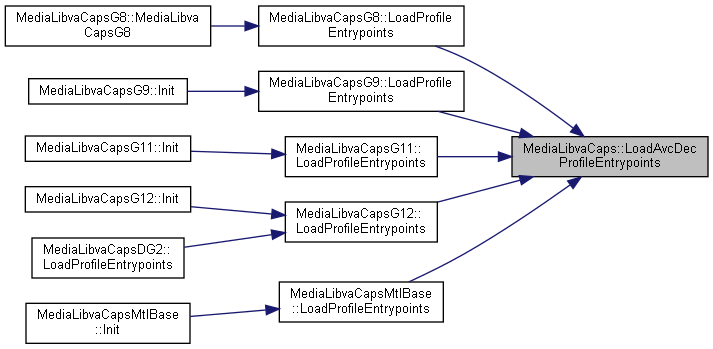 MediaLibvaCapsG8::MediaLibva
CapsG8
MediaLibvaCapsG8::LoadProfile
Entrypoints
MediaLibvaCapsG9::Init
MediaLibvaCapsG9::LoadProfile
Entrypoints
MediaLibvaCapsG11::Init
MediaLibvaCapsG11::
LoadProfileEntrypoints
MediaLibvaCaps::LoadAvcDec
ProfileEntrypoints
MediaLibvaCapsG12::Init
MediaLibvaCapsG12::
LoadProfileEntrypoints
MediaLibvaCapsDG2::
LoadProfileEntrypoints
MediaLibvaCapsMtlBase
::LoadProfileEntrypoints
MediaLibvaCapsMtlBase
::Init